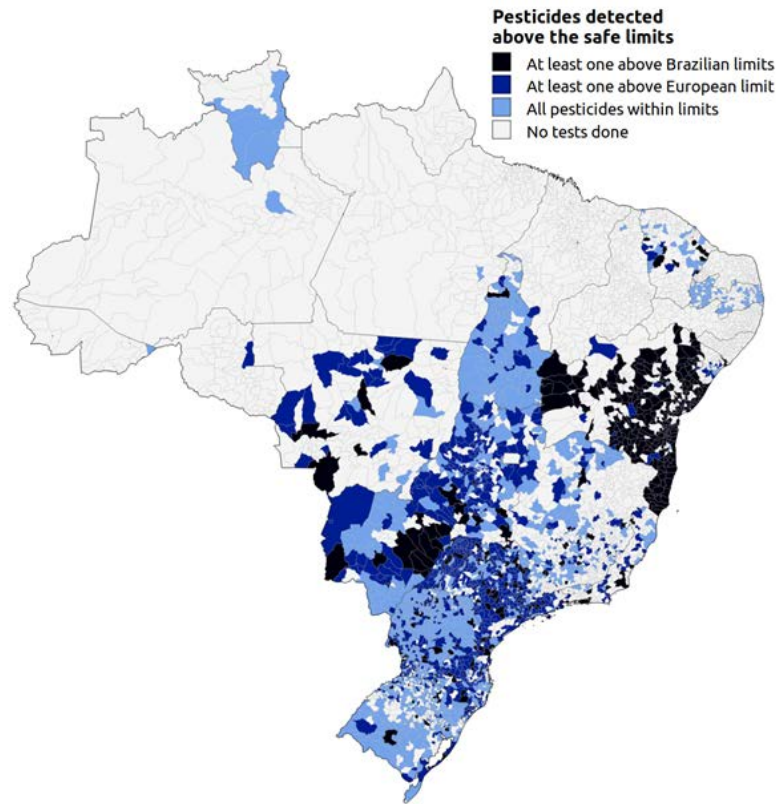 Pesticides detected
above the safe limits
At least one above Brazilian limits
At least one above European limit
All pesticides within limits
No tests done